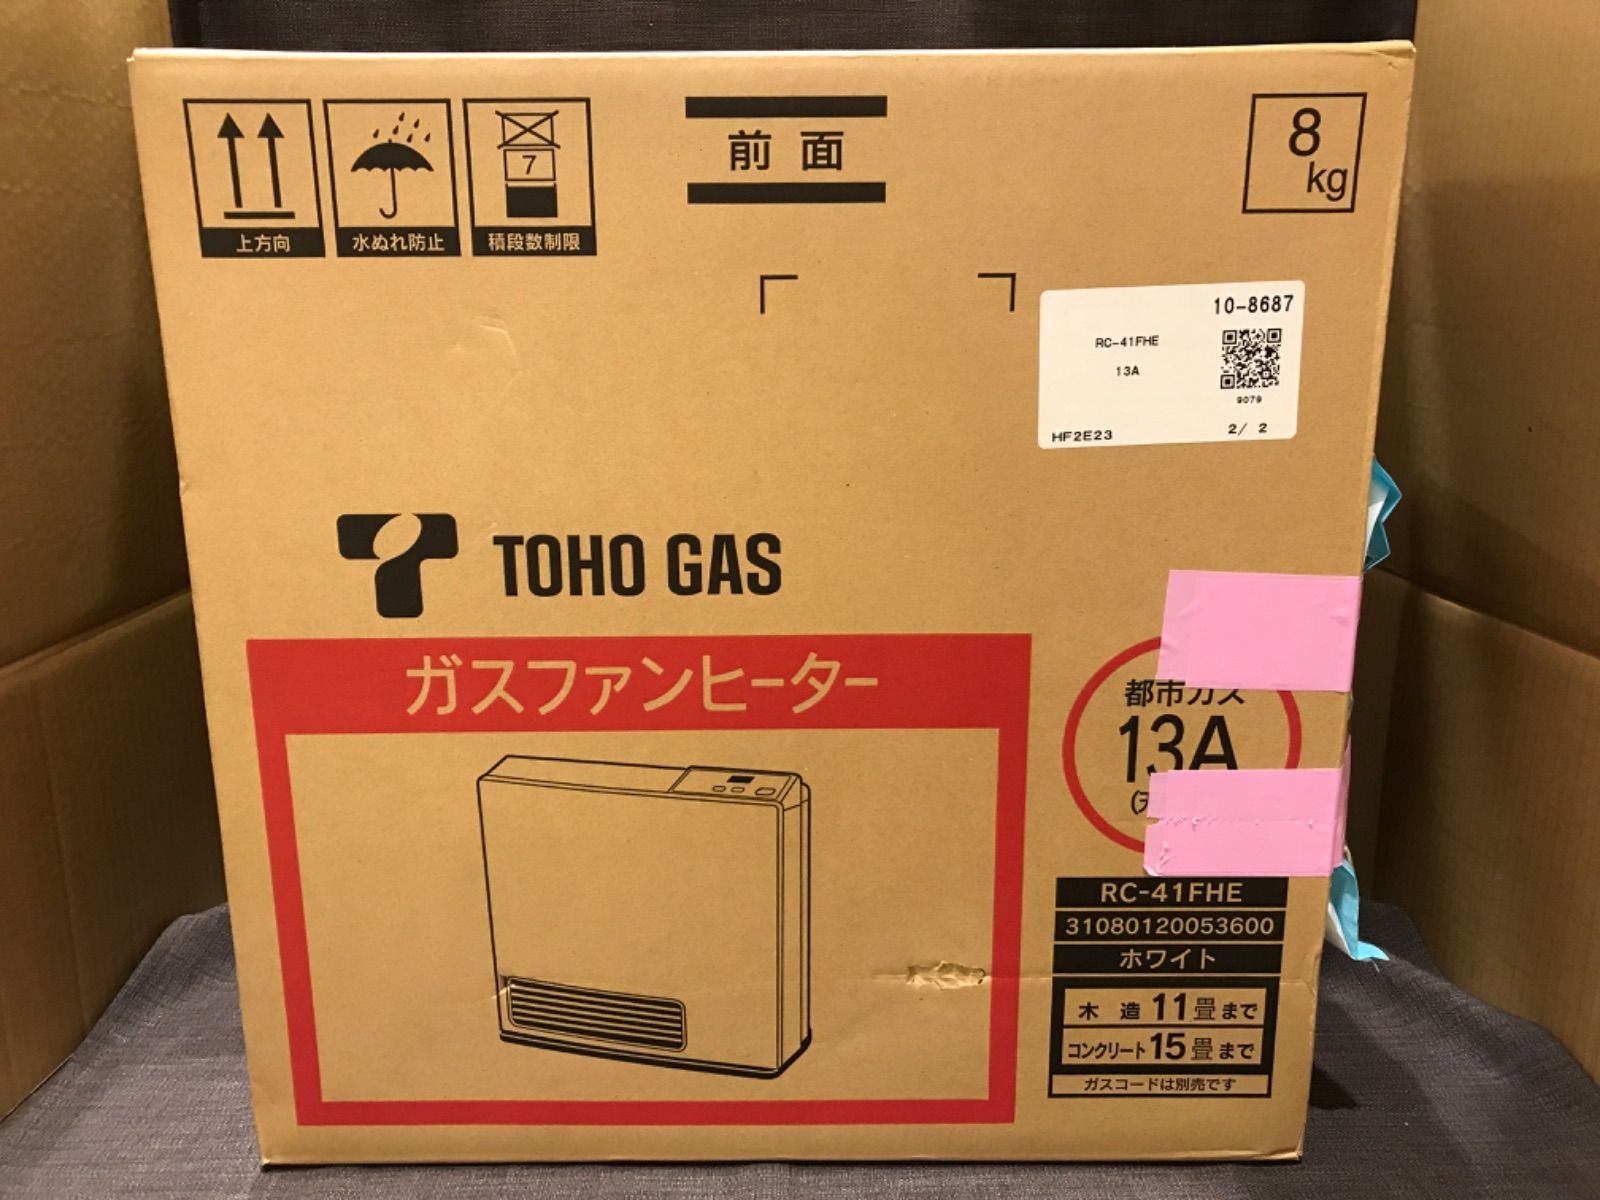 上方向
水ぬれ防止
7
積段数制限
前面
8
kg
10-8687
RC-41FHE
13A
9079
HF2E23
2/ 2
TOHO GAS
ガスファンヒーター
都市ガス
13A
RC-41FHE
31080120053600
ホワイト
木造11畳まで
コンクリート15畳まで
ガスコードは別売です